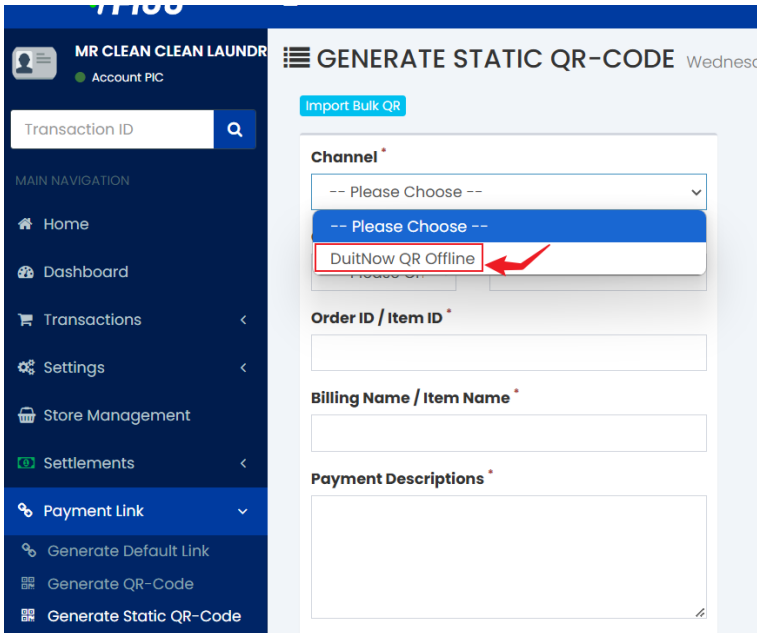 MR CLEAN CLEAN LAUNDR
Account PIC
Transaction ID
MAIN NAVIGATION
Home
Dashboard
Transactions
Settings
Store Management
Settlements
Payment Link
Generate Default Link
Generate QR-Code
Generate Static QR-Code
GENERATE STATIC QR-CODE Wednesd
Import Bulk QR
Channel *
-- Please Choose --
-- Please Choose --
DuitNow QR Offline
Order ID / Item ID *
Billing Name / Item Name *
Payment Descriptions *